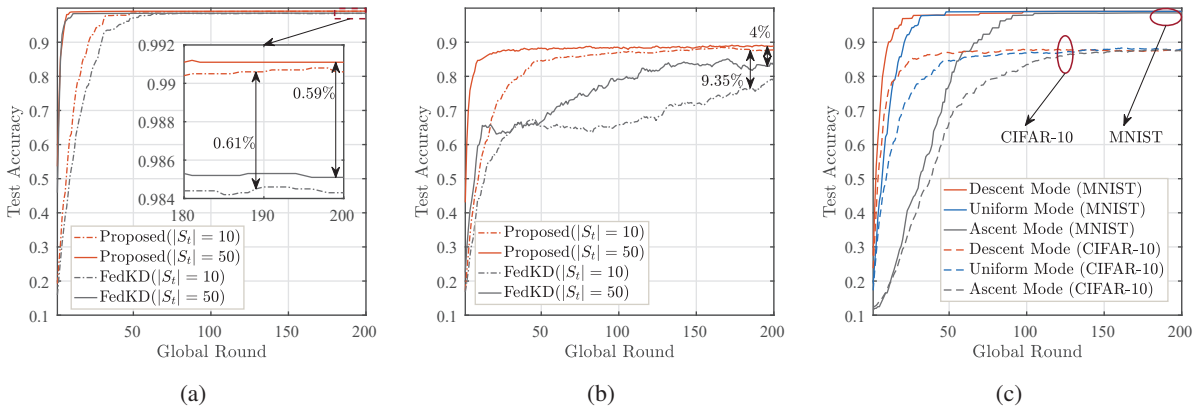 Test Accuracy
0.9
0.8
0.7
0.6
0.5
0.4
0.3
0.2
0.1
0.992
0.99
0.988
0.986
0.984
180
190
200
0.61%
0.59%
Proposed(|S_t| = 10)
Proposed(|S_t| = 50)
FedKD(|S_t| = 10)
FedKD(|S_t| = 50)
50
100
150
200
Global Round
(a)
Test Accuracy
0.9
0.8
0.7
0.6
0.5
0.4
0.3
0.2
0.1
4%
9.35%
Proposed(|S_t| = 10)
Proposed(|S_t| = 50)
FedKD(|S_t| = 10)
FedKD(|S_t| = 50)
50
100
150
200
Global Round
(b)
Test Accuracy
0.9
0.8
0.7
0.6
0.5
0.4
0.3
0.2
0.1
CIFAR-10
MNIST
Descent Mode (MNIST)
Uniform Mode (MNIST)
Ascent Mode (MNIST)
Descent Mode (CIFAR-10)
Uniform Mode (CIFAR-10)
Ascent Mode (CIFAR-10)
50
100
150
200
Global Round
(c)